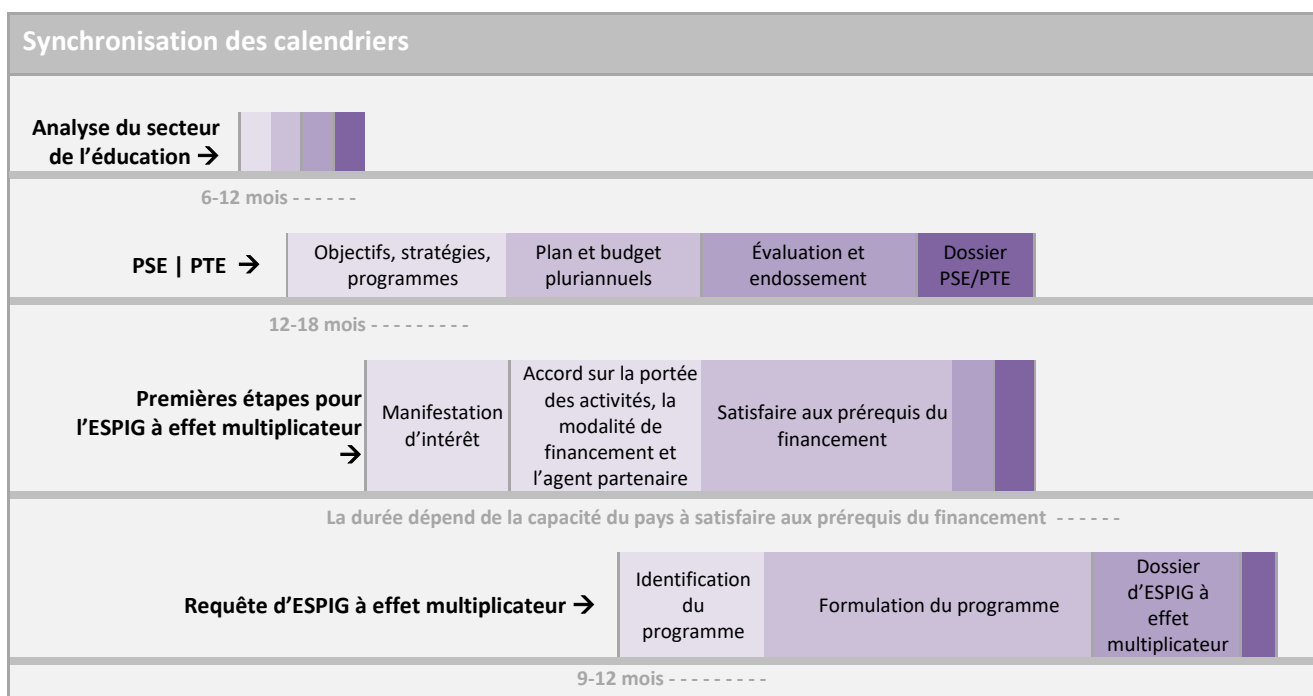 Synchronisation des calendriers
Analyse du secteur
de l'éducation →
6-12 mois - - - - - -
PSE | PTE →
Objectifs, stratégies,
programmes
Plan et budget
pluriannuels
Évaluation et
endossement
Dossier
PSE/PTE
12-18 mois - - - - - - - - -
Premières étapes pour
l'ESPIG à effet multiplicateur
→
Manifestation
d'intérêt
Accord sur la portée
des activités, la
modalité de
financement et
l'agent partenaire
Satisfaire aux prérequis du
financement
La durée dépend de la capacité du pays à satisfaire aux prérequis du financement - - - - - -
Requête d'ESPIG à effet multiplicateur →
Identification
du
programme
Formulation du programme
Dossier
d'ESPIG à
effet
multiplicateur
9-12 mois - - - - - - - - -